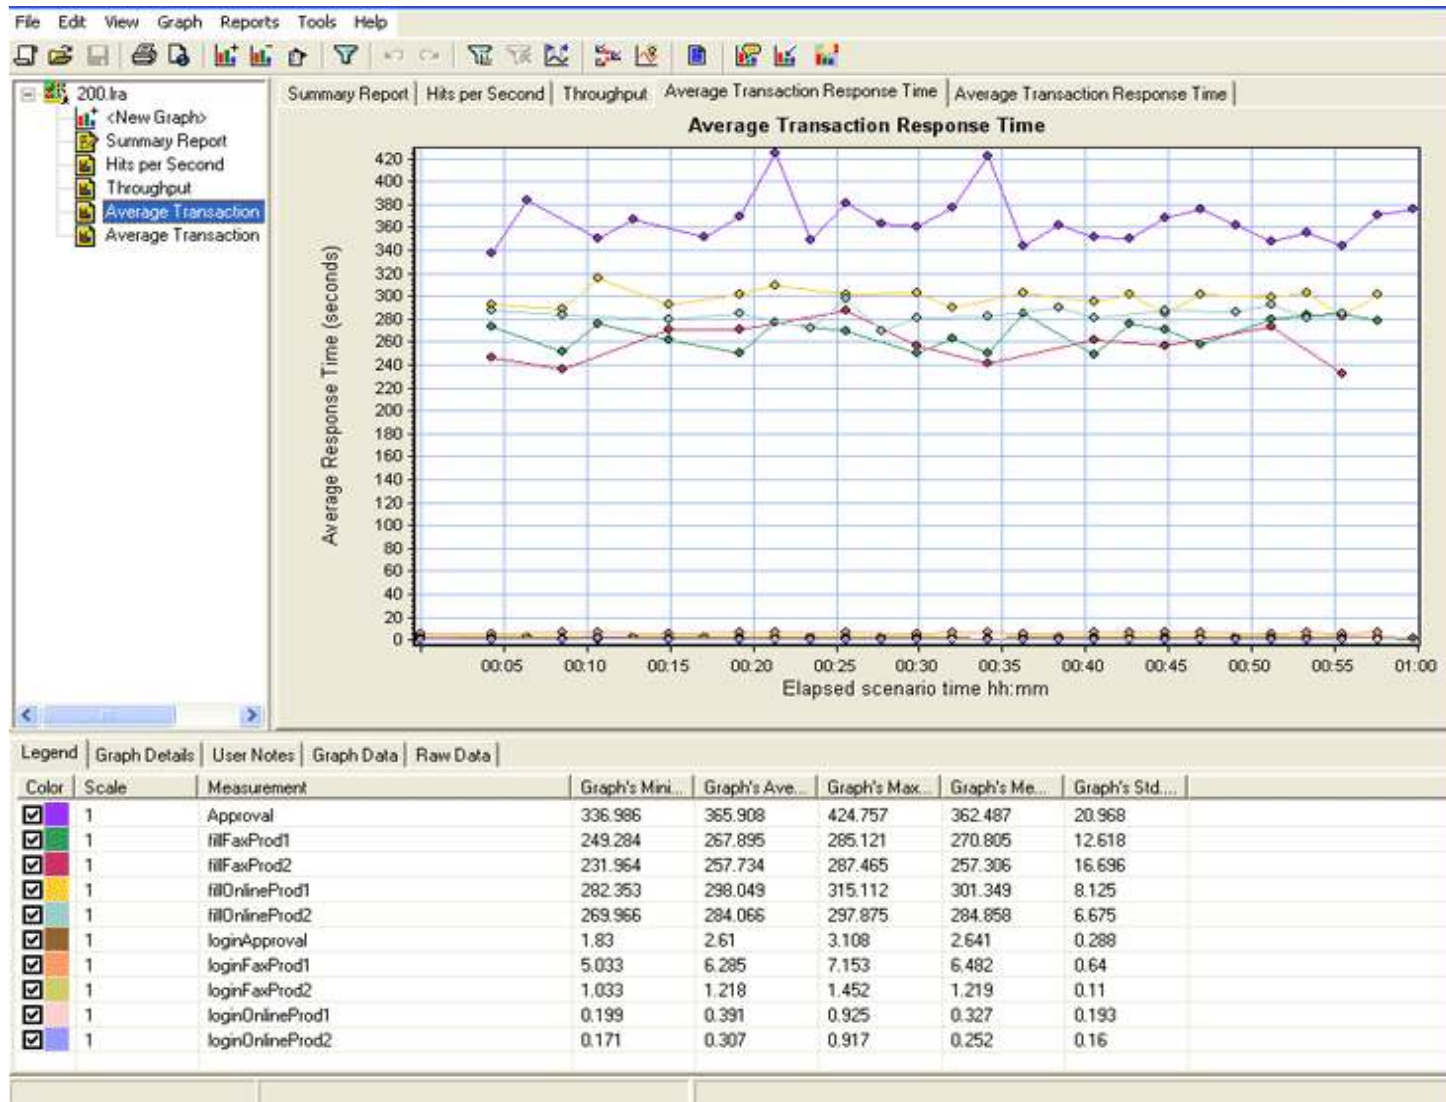 File Edit View Graph Reports Tools Help
200.lra
<New Graph>
Summary Report
Hits per Second
Throughput
Average Transaction
Average Transaction
Summary Report Hits per Second Throughput Average Transaction Response Time Average Transaction Response Time
Average Transaction Response Time
Average Response Time (seconds)
420
400
380
360
340
320
300
280
260
240
220
200
180
160
140
120
100
80
60
40
20
0
00:05 00:10 00:15 00:20 00:25 00:30 00:35 00:40 00:45 00:50 00:55 01:00
Elapsed scenario time hh:mm
Legend Graph Details User Notes Graph Data Raw Data
Color Scale Measurement Graph's Mini... Graph's Ave... Graph's Max... Graph's Me... Graph's Std....
1 Approval 336.986 365.908 424.757 362.487 20.968
1 fillFaxProd1 249.284 267.895 285.121 270.805 12.618
1 fillFaxProd2 231.964 257.734 287.465 257.306 16.696
1 fillOnlineProd1 282.353 298.049 315.112 301.349 8.125
1 fillOnlineProd2 269.966 284.066 297.875 284.858 6.675
1 loginApproval 1.83 2.61 3.108 2.641 0.288
1 loginFaxProd1 5.033 6.285 7.153 6.482 0.64
1 loginFaxProd2 1.033 1.218 1.452 1.219 0.11
1 loginOnlineProd1 0.199 0.391 0.925 0.327 0.193
1 loginOnlineProd2 0.171 0.307 0.917 0.252 0.16